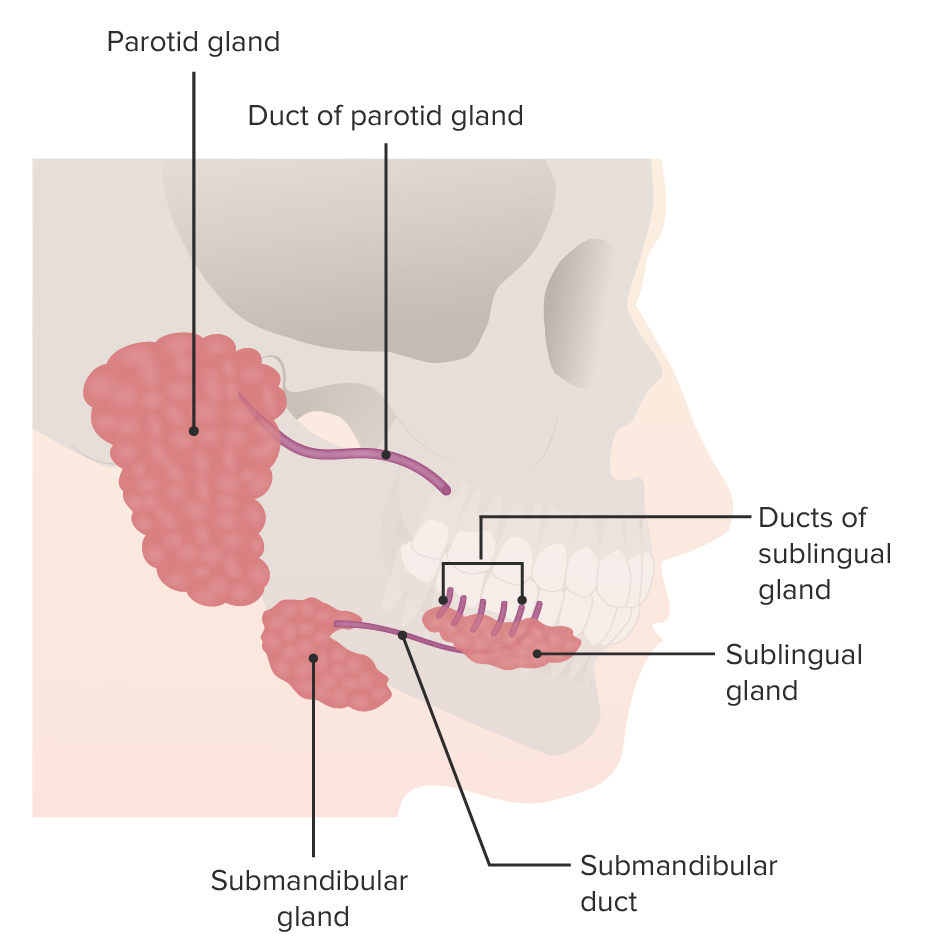 Parotid gland
Duct of parotid gland
Ducts of
sublingual
gland
Sublingual
gland
Submandibular
duct
Submandibular
gland